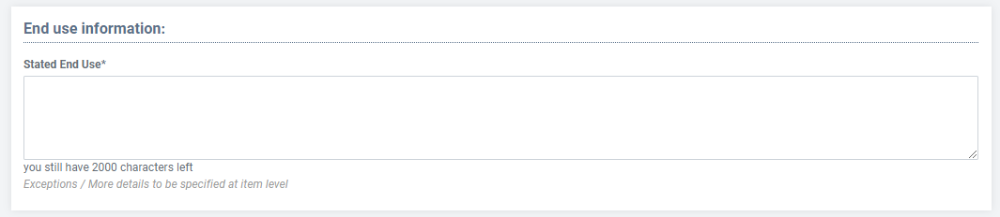 End use information:
Stated End Use*
you still have 2000 characters left
Exceptions / More details to be specified at item level